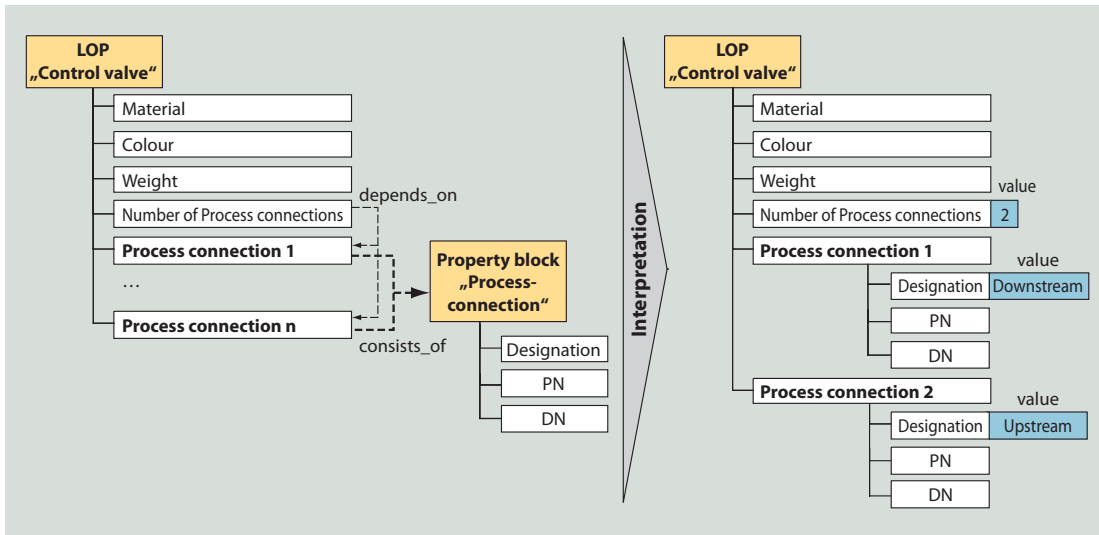 LOP
„Control valve“
Material
Colour
Weight
Number of Process connections
depends_on
Process connection 1
…
Process connection n
consists_of
Property block
„Process-
connection“
Designation
PN
DN
Interpretation
LOP
„Control valve“
Material
Colour
Weight
value
Number of Process connections 2
Process connection 1
value
Designation Downstream
PN
DN
Process connection 2
value
Designation Upstream
PN
DN